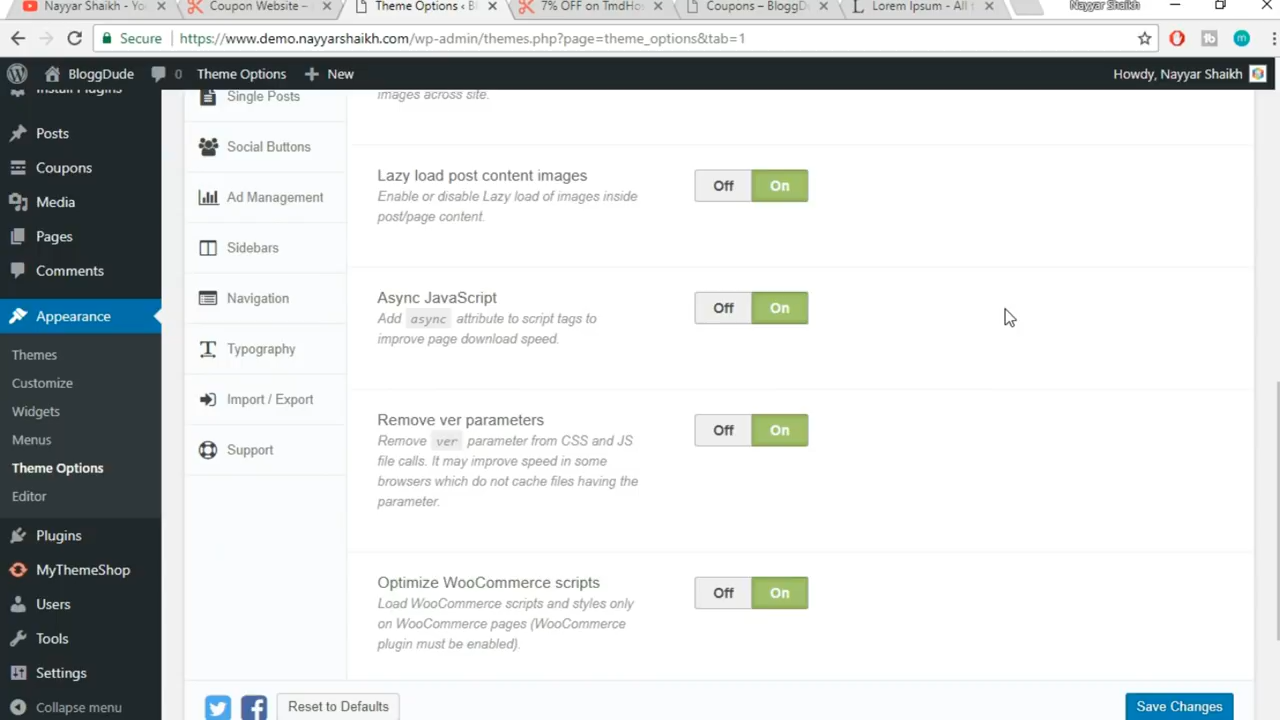 Nayyar Shaikh - Yo
Coupon Website –
Theme Options ‹ B
7% OFF on TmdHo
Coupons – BloggD
Lorem Ipsum - All
Nayyar Shaikh
Secure
https://www.demo.nayyarshaikh.com/wp-admin/themes.php?page=theme_options&tab=1
BloggDude
0
Theme Options
New
Howdy, Nayyar Shaikh
Install Plugins
Posts
Coupons
Media
Pages
Comments
Appearance
Themes
Customize
Widgets
Menus
Theme Options
Editor
Plugins
MyThemeShop
Users
Tools
Settings
Collapse menu
Single Posts
Social Buttons
Ad Management
Sidebars
Navigation
Typography
Import / Export
Support
images across site.
Lazy load post content images
Enable or disable Lazy load of images inside
post/page content.
Off On
Async JavaScript
Add async attribute to script tags to
improve page download speed.
Off On
Remove ver parameters
Remove ver parameter from CSS and JS
file calls. It may improve speed in some
browsers which do not cache files having the
parameter.
Off On
Optimize WooCommerce scripts
Load WooCommerce scripts and styles only
on WooCommerce pages (WooCommerce
plugin must be enabled).
Off On
Reset to Defaults
Save Changes